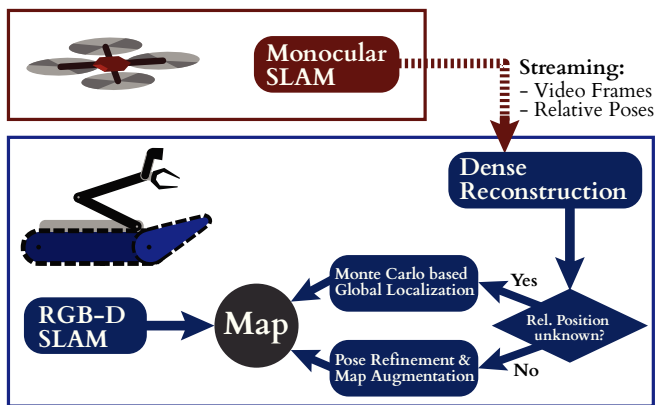 Monocular
SLAM
Streaming:
- Video Frames
- Relative Poses
Dense
Reconstruction
Monte Carlo based
Global Localization
Yes
RGB-D
SLAM
Map
Rel. Position
unknown?
Pose Refinement &
Map Augmentation
No